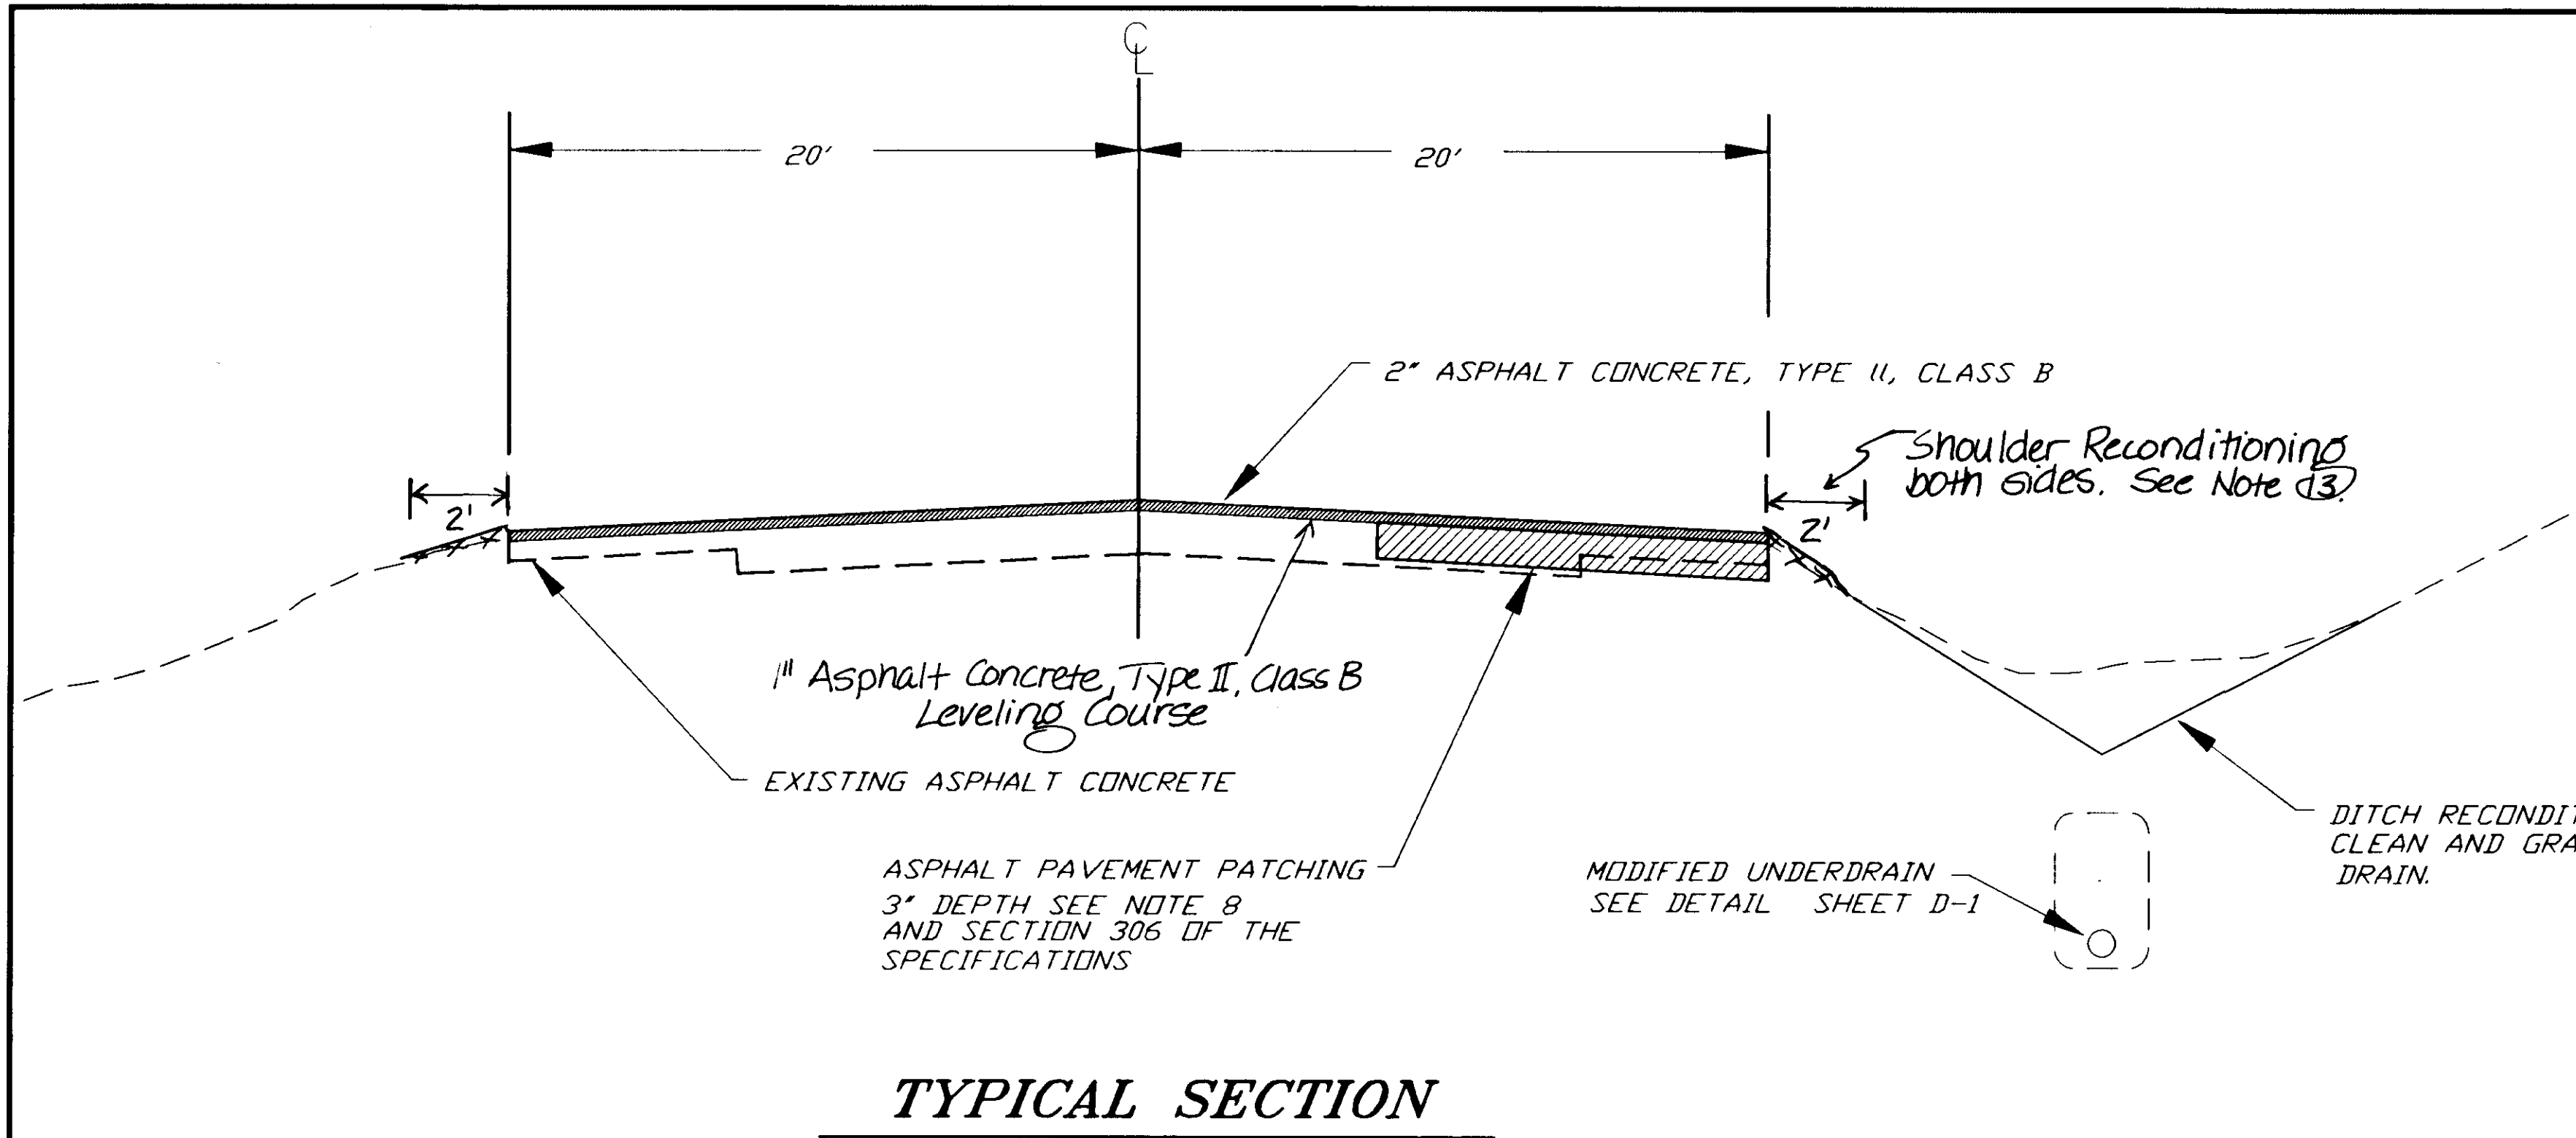 ℄
20' 20'
2" ASPHALT CONCRETE, TYPE II, CLASS B
Shoulder Reconditioning
both sides. See Note 13.
2' 2'
1" Asphalt Concrete, Type II, Class B
Leveling Course
EXISTING ASPHALT CONCRETE
ASPHALT PAVEMENT PATCHING
3" DEPTH SEE NOTE 8
AND SECTION 306 OF THE
SPECIFICATIONS
MODIFIED UNDERDRAIN
SEE DETAIL SHEET D-1
DITCH RECONDIT
CLEAN AND GRA
DRAIN.
TYPICAL SECTION